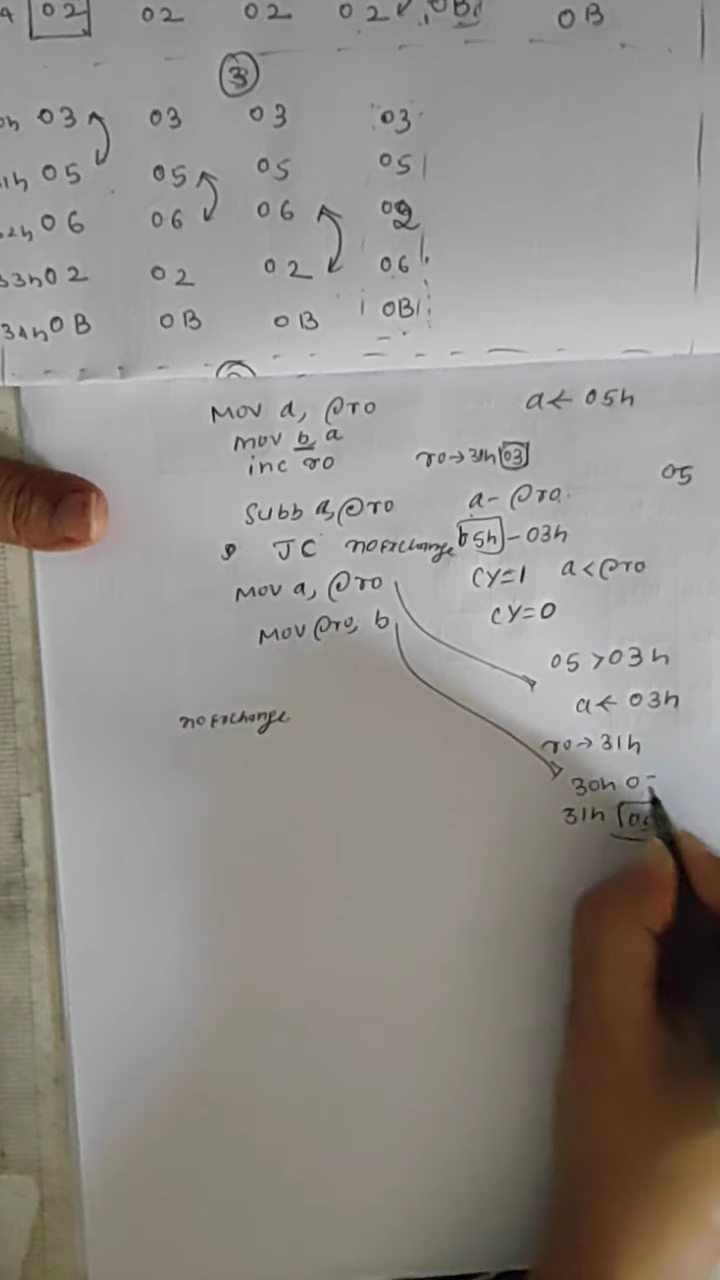 02 02 02 02 0B 0B
3
03 03 03 03
05 05 05 05
06 06 06 02
33h 02 02 02 06
34h 0B 0B 0B 0B
Mov a, @r0 a← 05h
mov b, a
inc r0 r0→31h 03
05
Subb a, @r0 a-@r0
JC noExchange 05h-03h
Mov a, @r0 CY=1 a<@r0
Mov @r0, b CY=0
05 >03h
a← 03h
noExchange
r0→31h
30h
31h